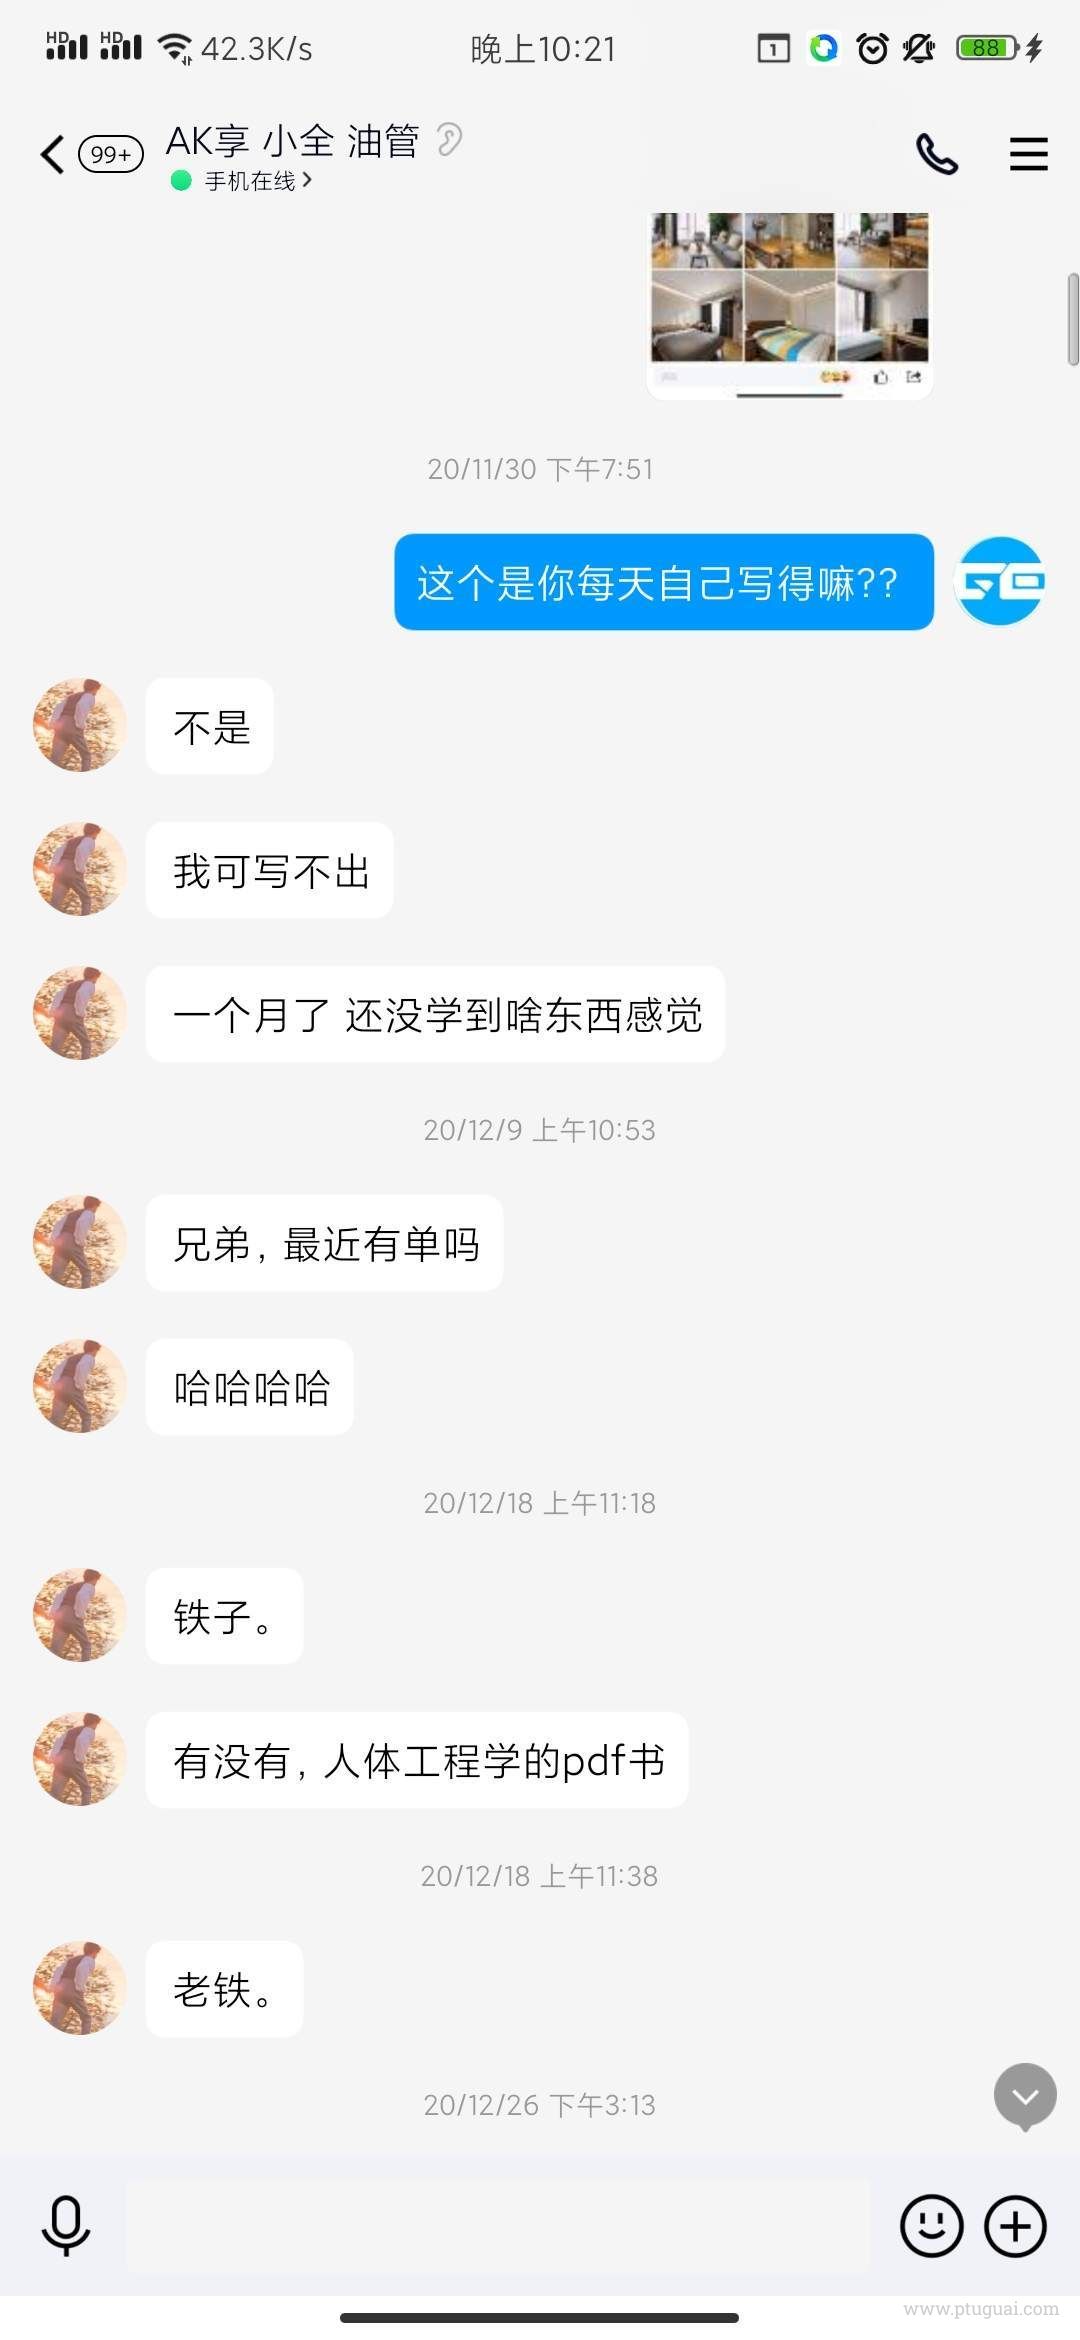 HD HD 42.3K/s 晚上10:21 1 88
99+ AK享 小全 油管
手机在线
20/11/30 下午7:51
这个是你每天自己写得嘛??
不是
我可写不出
一个月了 还没学到啥东西感觉
20/12/9 上午10:53
兄弟, 最近有单吗
哈哈哈哈
20/12/18 上午11:18
铁子。
有没有, 人体工程学的pdf书
20/12/18 上午11:38
老铁。
20/12/26 下午3:13
www.ptuguai.com